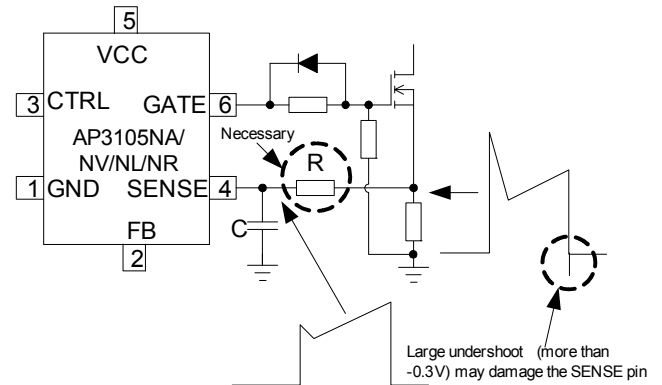 5
VCC
3 CTRL GATE 6
AP3105NA/
NV/NL/NR
Necessary
R
1 GND SENSE 4
C
FB
2
Large undershoot (more than
-0.3V) may damage the SENSE pin